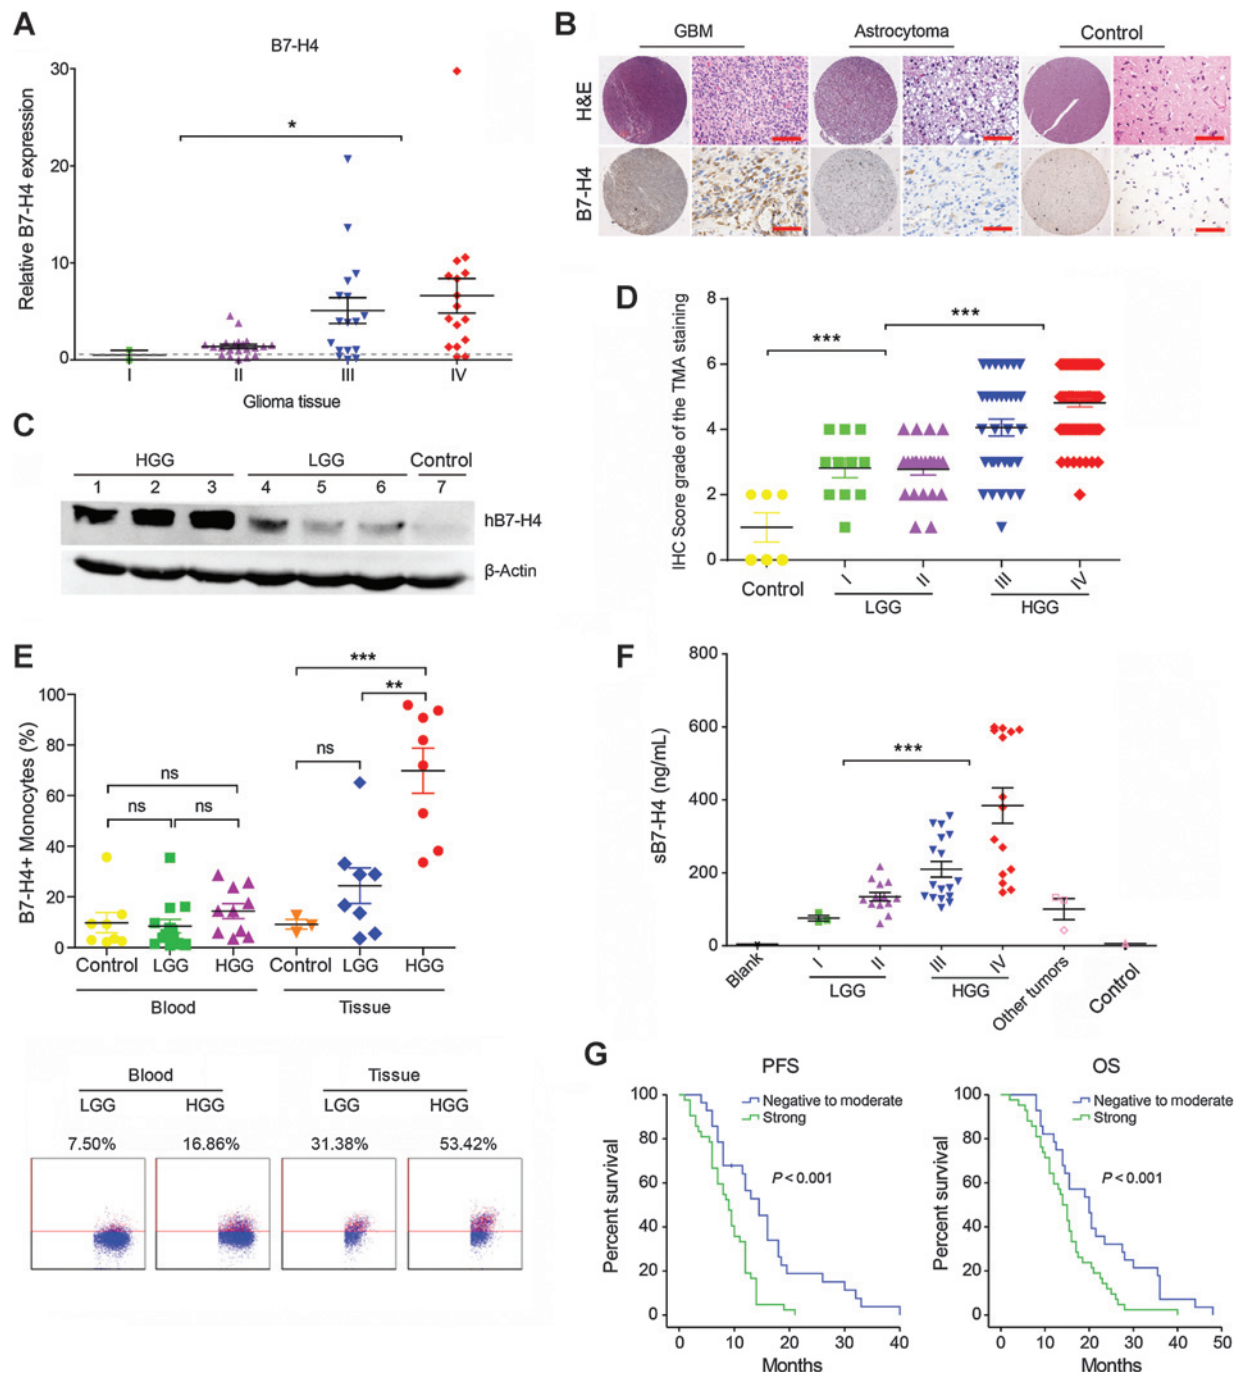 A
B7-H4
Relative B7-H4 expression
30
20
10
0
*
I
II
III
IV
Glioma tissue
B
GBM
Astrocytoma
Control
H&E
B7-H4
C
HGG
LGG
Control
1 2 3 4 5 6 7
hB7-H4
β-Actin
D
IHC Score grade of the TMA staining
8
6
4
2
0
***
***
Control
I
II
III
IV
LGG
HGG
E
B7-H4+ Monocytes (%)
100
80
60
40
20
0
***
**
ns
ns
ns
ns
Control
LGG
HGG
Control
LGG
HGG
Blood
Tissue
Blood
Tissue
LGG
HGG
LGG
HGG
7.50%
16.86%
31.38%
53.42%
F
sB7-H4 (ng/mL)
800
600
400
200
0
***
Blank
I
II
III
IV
Other tumors
Control
LGG
HGG
G
PFS
Percent survival
100
80
60
40
20
0
Negative to moderate
Strong
P < 0.001
0 10 20 30 40
Months
OS
Percent survival
100
80
60
40
20
0
Negative to moderate
Strong
P < 0.001
0 10 20 30 40 50
Months